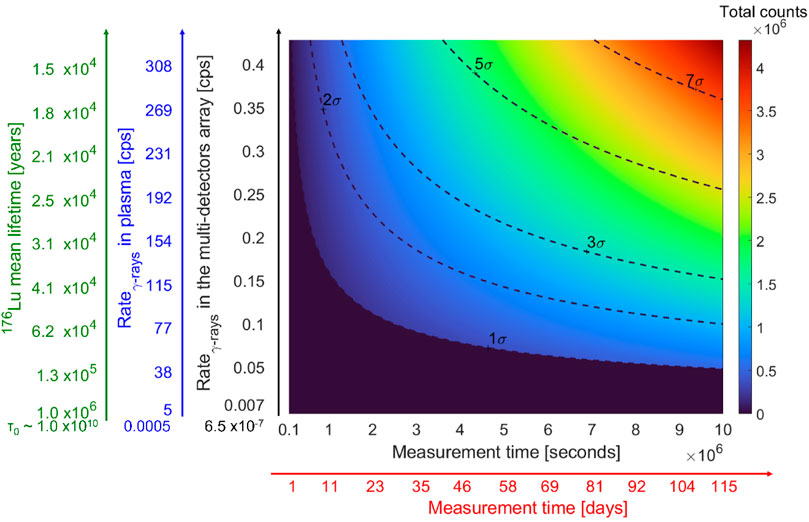 Total counts
×10⁶
¹⁷⁶Lu mean lifetime [years]
1.5 x10⁴
1.8 x10⁴
2.1 x10⁴
2.5 x10⁴
3.1 x10⁴
4.1 x10⁴
6.2 x10⁴
1.3 x10⁵
1.0 x10⁶
τ₀ ~ 1.0 x10¹⁰
Rate γ-rays in plasma [cps]
308
269
231
192
154
115
77
38
5
0.0005
Rate γ-rays in the multi-detectors array [cps]
0.4
0.35
0.3
0.25
0.2
0.15
0.1
0.05
0.007
6.5 x10⁻⁷
2σ
5σ
7σ
3σ
1σ
4
3.5
3
2.5
2
1.5
1
0.5
0
0.1 1 2 3 4 5 6 7 8 9 10
Measurement time [seconds]
×10⁶
1 11 23 35 46 58 69 81 92 104 115
Measurement time [days]